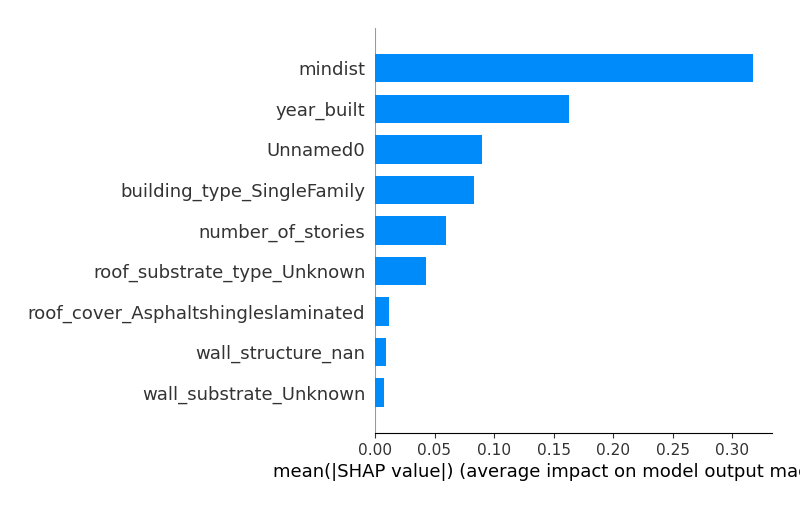 mindist
year_built
Unnamed0
building_type_SingleFamily
number_of_stories
roof_substrate_type_Unknown
roof_cover_Asphaltshingleslaminated
wall_structure_nan
wall_substrate_Unknown
0.00 0.05 0.10 0.15 0.20 0.25 0.30
mean(|SHAP value|) (average impact on model output mag